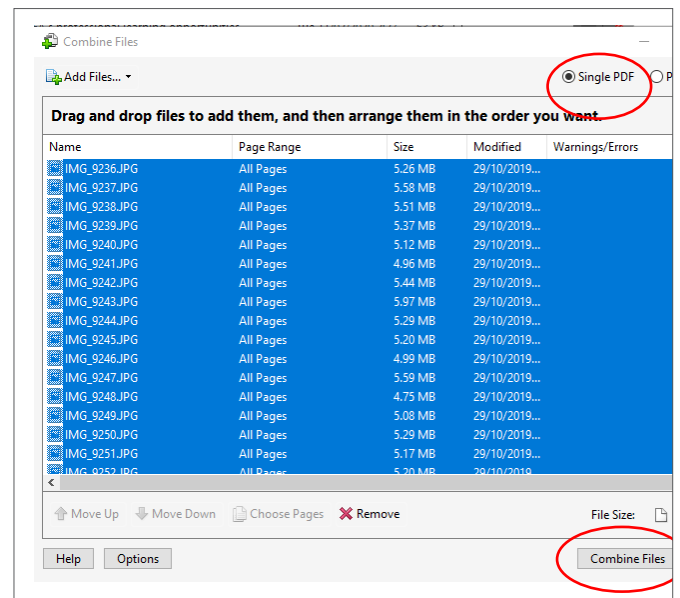 Combine Files
Add Files... Single PDF P
Drag and drop files to add them, and then arrange them in the order you want.
Name Page Range Size Modified Warnings/Errors
IMG_9236.JPG All Pages 5.26 MB 29/10/2019...
IMG_9237.JPG All Pages 5.58 MB 29/10/2019...
IMG_9238.JPG All Pages 5.51 MB 29/10/2019...
IMG_9239.JPG All Pages 5.37 MB 29/10/2019...
IMG_9240.JPG All Pages 5.12 MB 29/10/2019...
IMG_9241.JPG All Pages 4.96 MB 29/10/2019...
IMG_9242.JPG All Pages 5.44 MB 29/10/2019...
IMG_9243.JPG All Pages 5.97 MB 29/10/2019...
IMG_9244.JPG All Pages 5.29 MB 29/10/2019...
IMG_9245.JPG All Pages 5.20 MB 29/10/2019...
IMG_9246.JPG All Pages 4.99 MB 29/10/2019...
IMG_9247.JPG All Pages 5.59 MB 29/10/2019...
IMG_9248.JPG All Pages 4.75 MB 29/10/2019...
IMG_9249.JPG All Pages 5.08 MB 29/10/2019...
IMG_9250.JPG All Pages 5.29 MB 29/10/2019...
IMG_9251.JPG All Pages 5.17 MB 29/10/2019...
IMG_9252.JPG All Pages 5.20 MB 29/10/2019
Move Up Move Down Choose Pages Remove File Size:
Help Options Combine Files